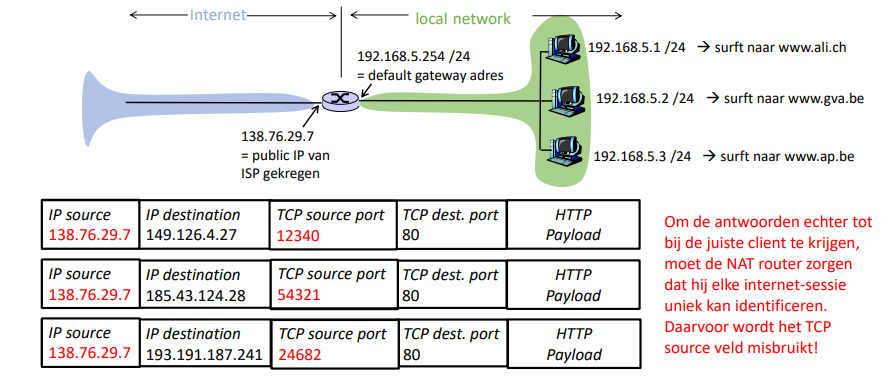 Internet
local network
192.168.5.254 /24
= default gateway adres
192.168.5.1 /24 → surft naar www.ali.ch
192.168.5.2 /24 → surft naar www.gva.be
192.168.5.3 /24 → surft naar www.ap.be
138.76.29.7
= public IP van
ISP gekregen
IP source IP destination TCP source port TCP dest. port HTTP
138.76.29.7 149.126.4.27 12340 80 Payload
IP source IP destination TCP source port TCP dest. port HTTP
138.76.29.7 185.43.124.28 54321 80 Payload
IP source IP destination TCP source port TCP dest. port HTTP
138.76.29.7 193.191.187.241 24682 80 Payload
Om de antwoorden echter tot
bij de juiste client te krijgen,
moet de NAT router zorgen
dat hij elke internet-sessie
uniek kan identificeren.
Daarvoor wordt het TCP
source veld misbruikt!